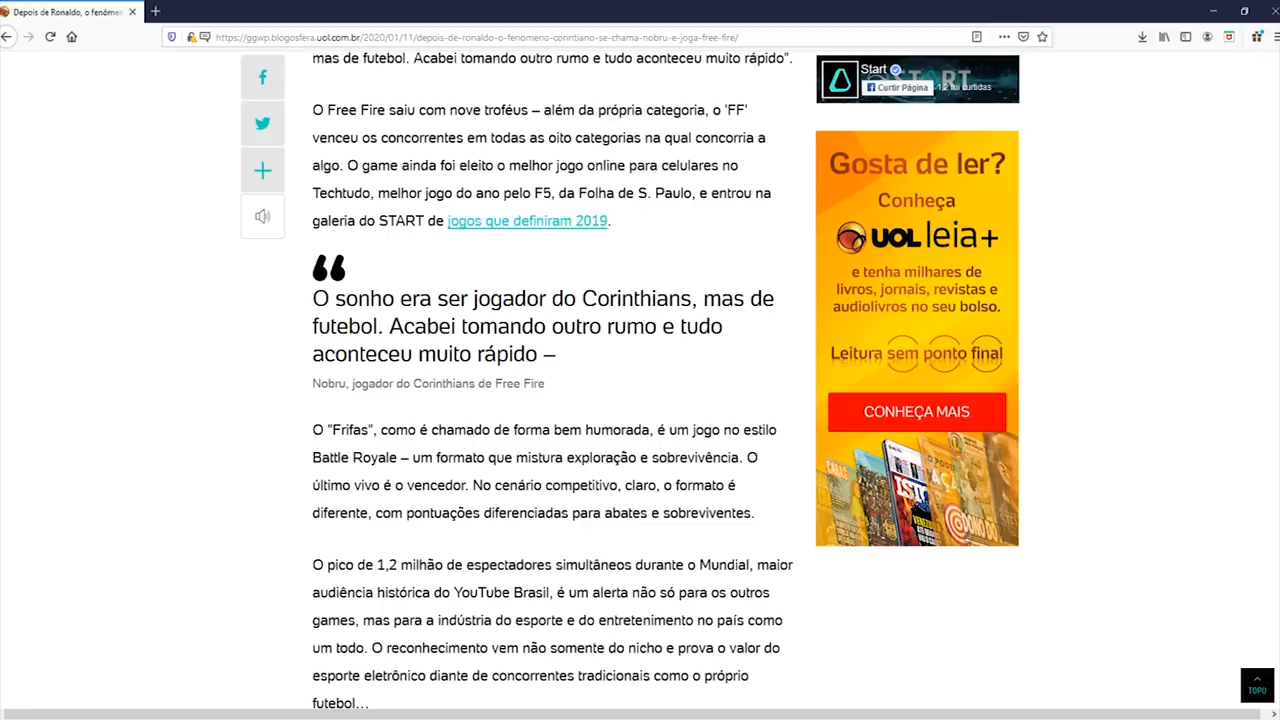 Depois de Ronaldo, o fenômen
https://ggwp.blogosfera.uol.com.br/2020/01/11/depois-de-ronaldo-o-fenomeno-corintiano-se-chama-nobru-e-joga-free-fire/
mas de futebol. Acabei tomando outro rumo e tudo aconteceu muito rápido".
O Free Fire saiu com nove troféus – além da própria categoria, o 'FF'
venceu os concorrentes em todas as oito categorias na qual concorria a
algo. O game ainda foi eleito o melhor jogo online para celulares no
Techtudo, melhor jogo do ano pelo F5, da Folha de S. Paulo, e entrou na
galeria do START de jogos que definiram 2019.
O sonho era ser jogador do Corinthians, mas de
futebol. Acabei tomando outro rumo e tudo
aconteceu muito rápido –
Nobru, jogador do Corinthians de Free Fire
O "Frifas", como é chamado de forma bem humorada, é um jogo no estilo
Battle Royale – um formato que mistura exploração e sobrevivência. O
último vivo é o vencedor. No cenário competitivo, claro, o formato é
diferente, com pontuações diferenciadas para abates e sobreviventes.
O pico de 1,2 milhão de espectadores simultâneos durante o Mundial, maior
audiência histórica do YouTube Brasil, é um alerta não só para os outros
games, mas para a indústria do esporte e do entretenimento no país como
um todo. O reconhecimento vem não somente do nicho e prova o valor do
esporte eletrônico diante de concorrentes tradicionais como o próprio
futebol...
Start
START
Curtir Página
1,2 mi curtidas
Gosta de ler?
Conheça
UOL leia+
e tenha milhares de
livros, jornais, revistas e
audiolivros no seu bolso.
Leitura sem ponto final
CONHEÇA MAIS
TOPO